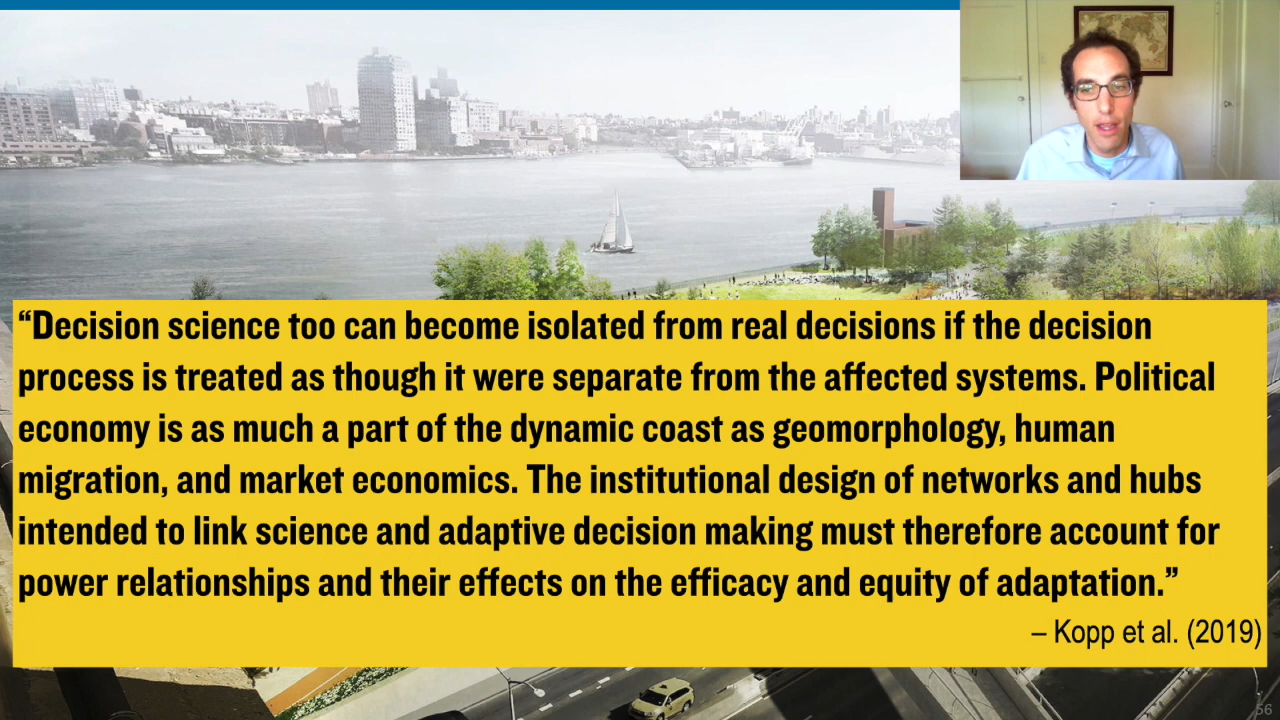 “Decision science too can become isolated from real decisions if the decision
process is treated as though it were separate from the affected systems. Political
economy is as much a part of the dynamic coast as geomorphology, human
migration, and market economics. The institutional design of networks and hubs
intended to link science and adaptive decision making must therefore account for
power relationships and their effects on the efficacy and equity of adaptation.”
– Kopp et al. (2019)
56